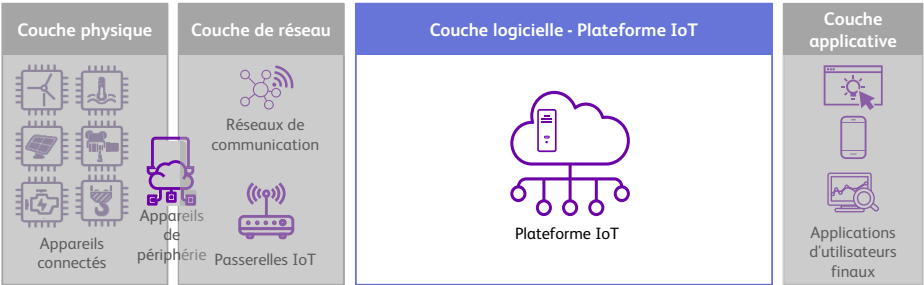 Couche physique
Appareils
connectés
Appareils
de
périphérie
Couche de réseau
Réseaux de
communication
Passerelles IoT
Couche logicielle - Plateforme IoT
Plateforme IoT
Couche
applicative
Applications
d'utilisateurs
finaux